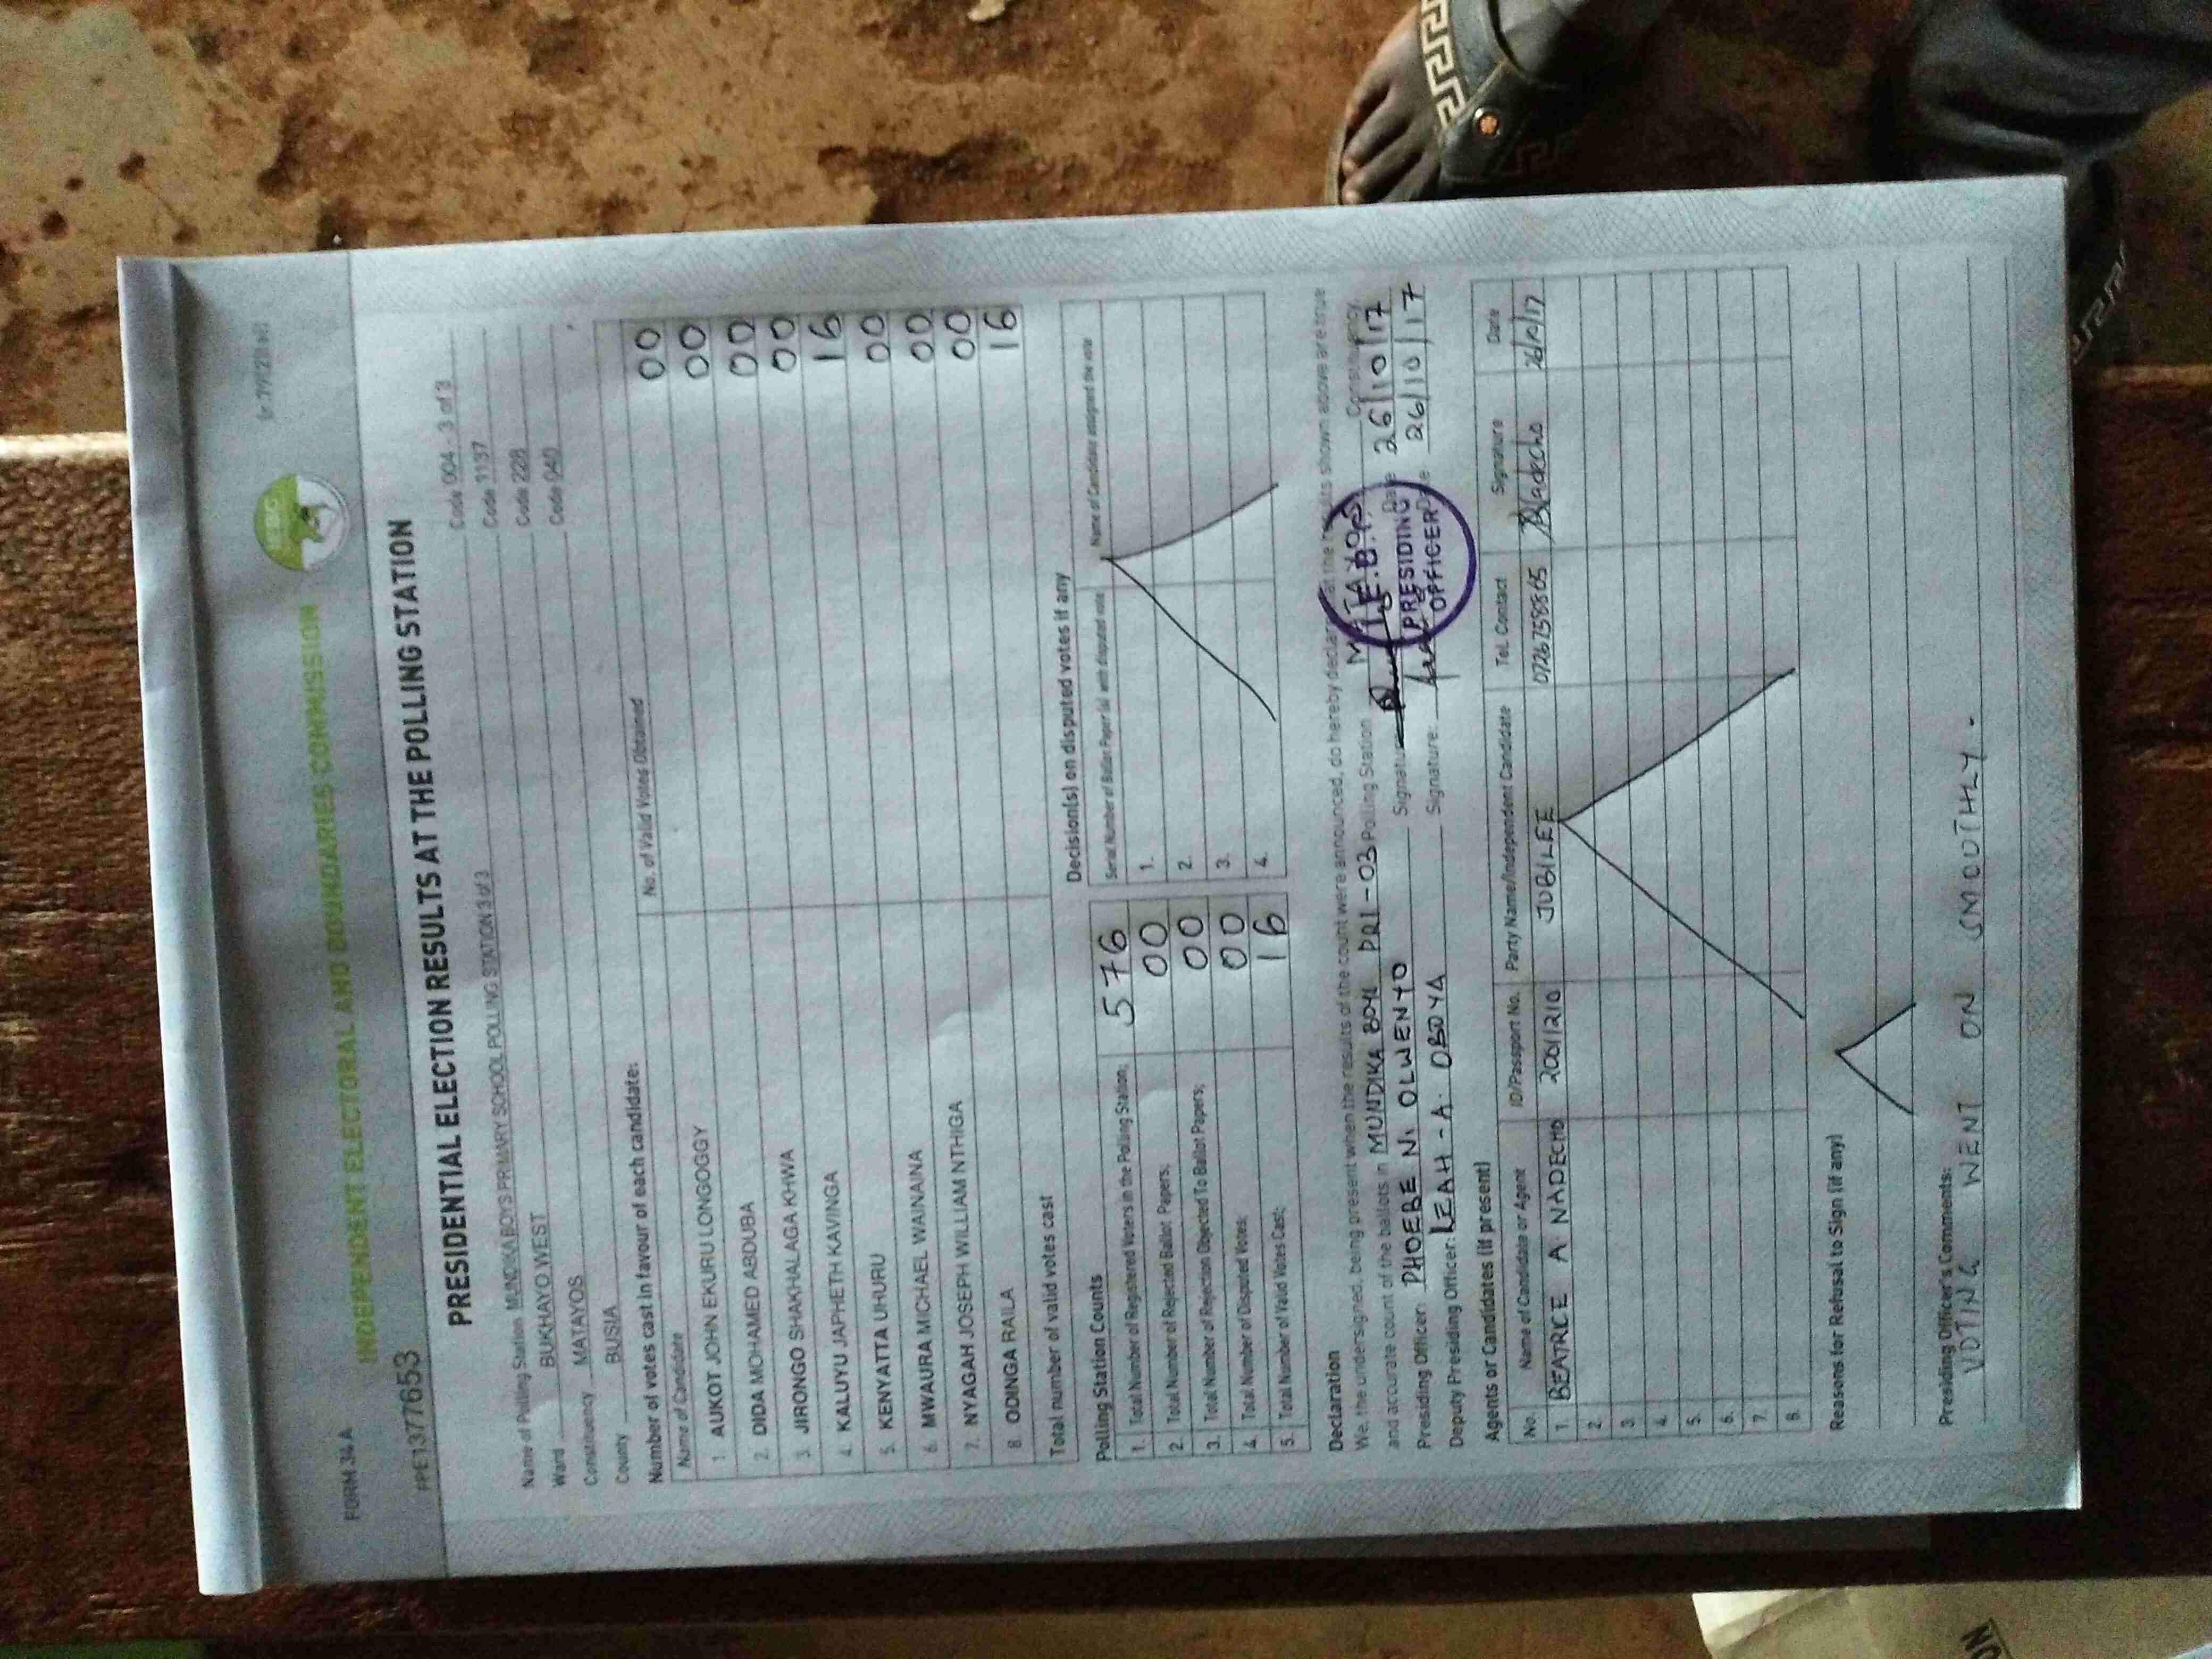 FORM 34A
INDEPENDENT ELECTORAL AND BOUNDARIES COMMISSION
IEBC
FPE1377653
PRESIDENTIAL ELECTION RESULTS AT THE POLLING STATION
Name of Polling Station MUNDIKA BOYS PRIMARY SCHOOL POLLING STATION 3 of 3 Code 004 - 3 of 3
Ward BUKHAYO WEST Code 1137
Constituency MATAYOS Code 228
County BUSIA Code 040
Number of votes cast in favour of each candidate:
Name of Candidate No. of Valid Votes Obtained
1 AUKOT JOHN EKURU LONGOGGY 00
2. DIDA MOHAMED ABDUBA 00
3. JIRONGO SHAKHALAGA KHWA 00
4. KALUYU JAPHETH KAVINGA 00
5. KENYATTA UHURU 16
6. MWAURA MICHAEL WAINAINA 00
7. NYAGAH JOSEPH WILLIAM NTHIGA 00
8. ODINGA RAILA 00
Total number of valid votes cast 16
Polling Station Counts
1. Total Number of Registered Voters in the Polling Station; 576
2. Total Number of Rejected Ballot Papers; 00
3. Total Number of Rejection Objected To Ballot Papers; 00
4. Total Number of Disputed Votes; 00
5. Total Number of Valid Votes Cast; 16
Decision(s) on disputed votes if any
Serial Number of Ballot Paper (s) with disputed vote Name of Candidate assigned the vote
1.
2.
3.
4.
Declaration
We, the undersigned, being present when the results of the count were announced, do hereby declare that the results shown above are true
and accurate count of the ballots in MUNDIKA BOYS PRI - 03 Polling Station MATAYOS Constituency.
Presiding Officer: PHOEBE N. OLWENYO Signature: Date 26/10/17
Deputy Presiding Officer: LEAH - A. OBOYA Signature: Date 26/10/17
I.E.B.C.
PRESIDING
OFFICER
Agents or Candidates (if present)
No. Name of Candidate or Agent ID/Passport No. Party Name/Independent Candidate Tel. Contact Signature Date
1. BEATRICE A NADECHO 20011210 JUBILEE 0726758865 BNadecho 26/10/17
2.
3.
4.
5.
6.
7.
8.
Reasons for Refusal to Sign (if any)
Presiding Officer's Comments:
VOTING WENT ON SMOOTHLY.